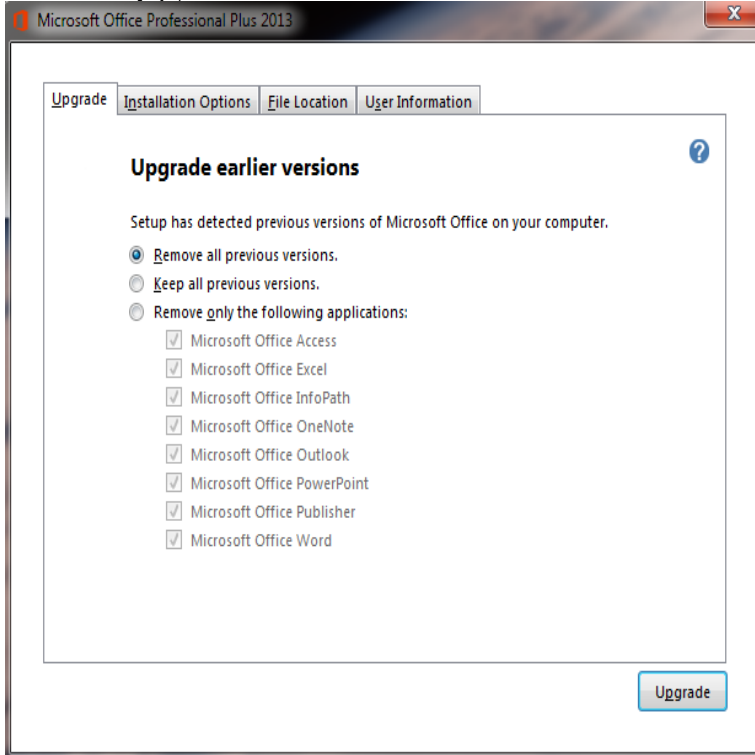 Microsoft Office Professional Plus 2013
X
Upgrade Installation Options File Location User Information
Upgrade earlier versions
?
Setup has detected previous versions of Microsoft Office on your computer.
Remove all previous versions.
Keep all previous versions.
Remove only the following applications:
Microsoft Office Access
Microsoft Office Excel
Microsoft Office InfoPath
Microsoft Office OneNote
Microsoft Office Outlook
Microsoft Office PowerPoint
Microsoft Office Publisher
Microsoft Office Word
Upgrade